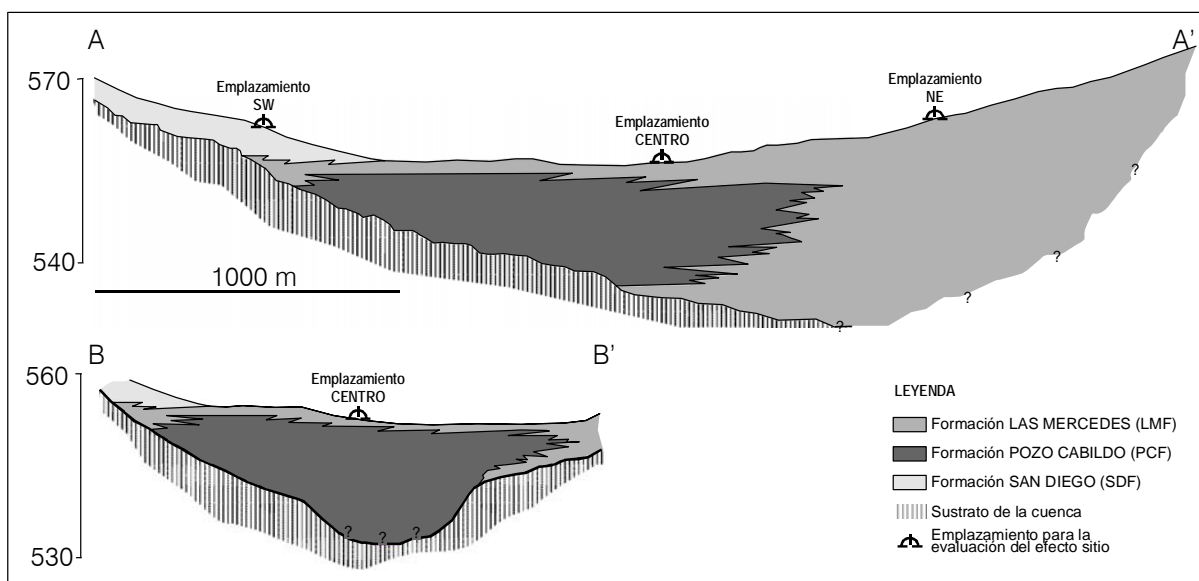 A
A'
570
Emplazamiento
SW
Emplazamiento
CENTRO
Emplazamiento
NE
?
?
?
?
540
1000 m
B
B'
560
Emplazamiento
CENTRO
? ? ?
530
LEYENDA
Formación LAS MERCEDES (LMF)
Formación POZO CABILDO (PCF)
Formación SAN DIEGO (SDF)
Sustrato de la cuenca
Emplazamiento para la
evaluación del efecto sitio